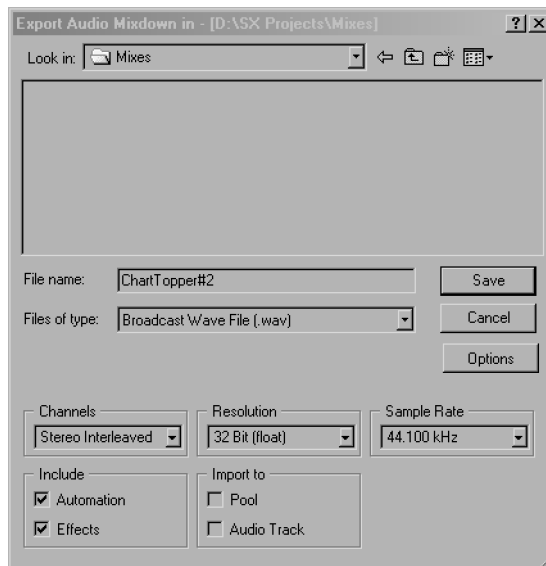 Export Audio Mixdown in - [D:\SX Projects\Mixes]
Look in: Mixes
File name: ChartTopper#2 Save
Files of type: Broadcast Wave File (.wav) Cancel
Options
Channels Resolution Sample Rate
Stereo Interleaved 32 Bit (float) 44.100 kHz
Include Import to
Automation Pool
Effects Audio Track